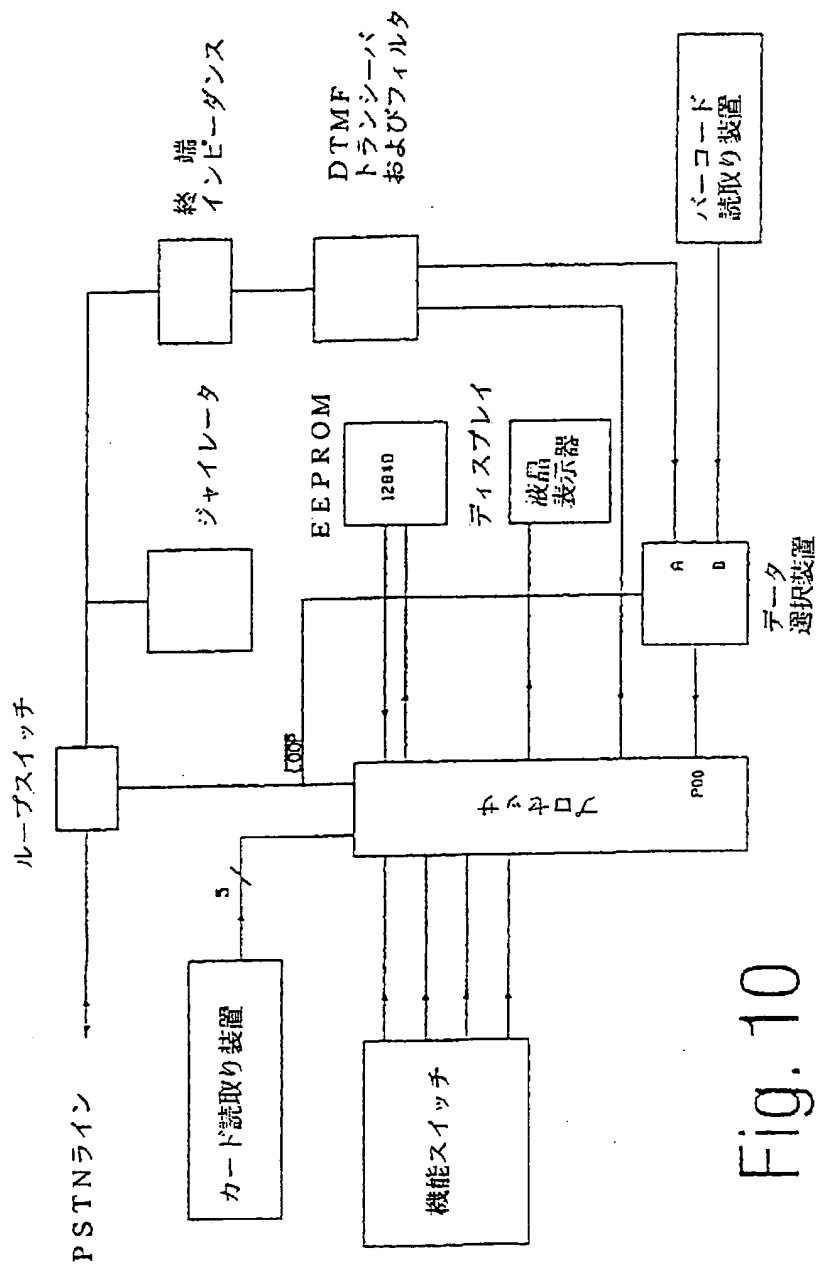 PSTNライン
ループスイッチ
ジャイレータ
終端
インピーダンス
DTMF
トランシーバ
およびフィルタ
カード読取り装置
5
LOOP
EEPROM
ディスプレイ
液晶
表示器
機能スイッチ
プロセッサ
P00
A
B
データ
選択装置
バーコード
読取り装置
Fig. 10